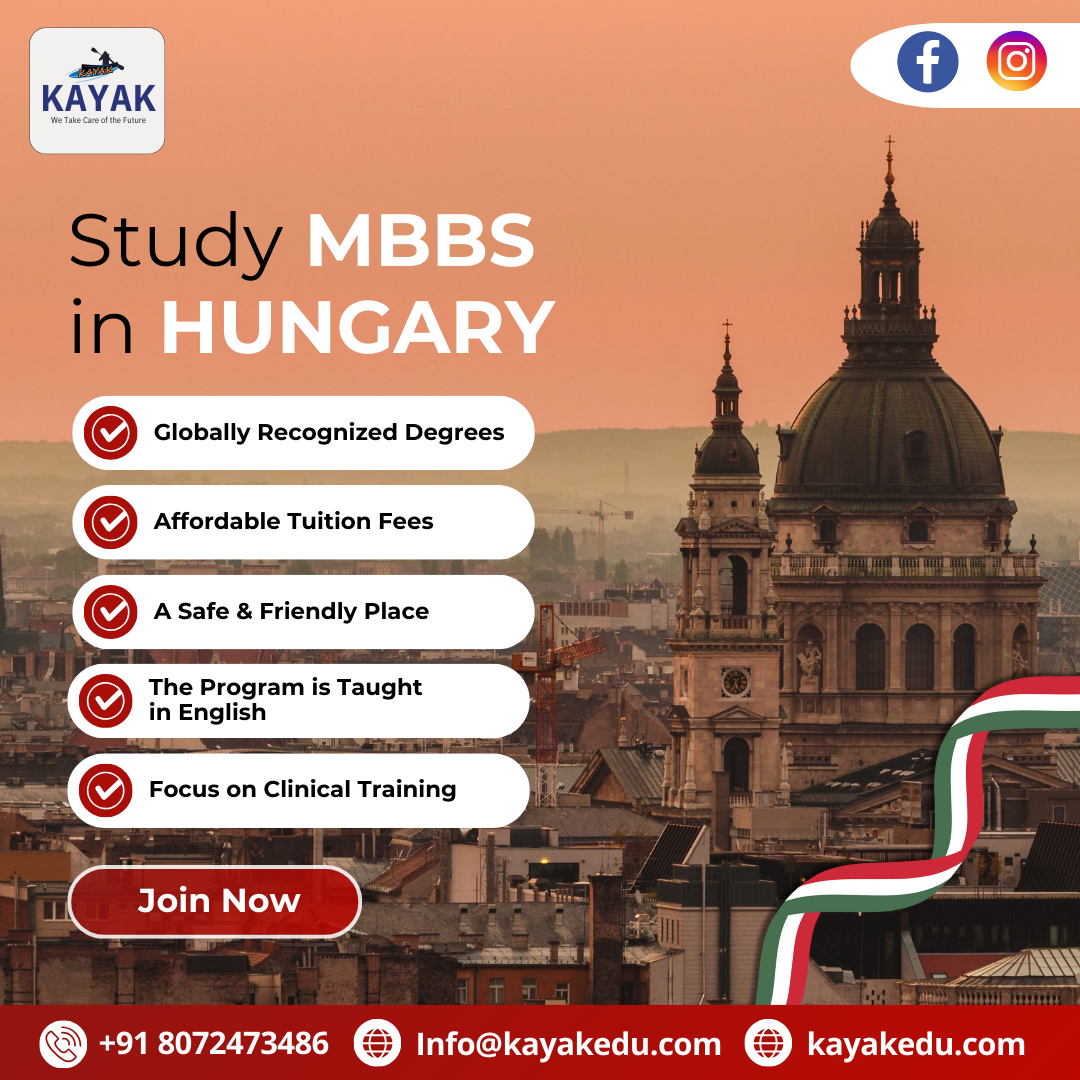 KAYAK
KAYAK
We Take Care of the Future
Study MBBS
in HUNGARY
Globally Recognized Degrees
Affordable Tuition Fees
A Safe & Friendly Place
The Program is Taught
in English
Focus on Clinical Training
Join Now
+91 8072473486
Info@kayakedu.com
kayakedu.com